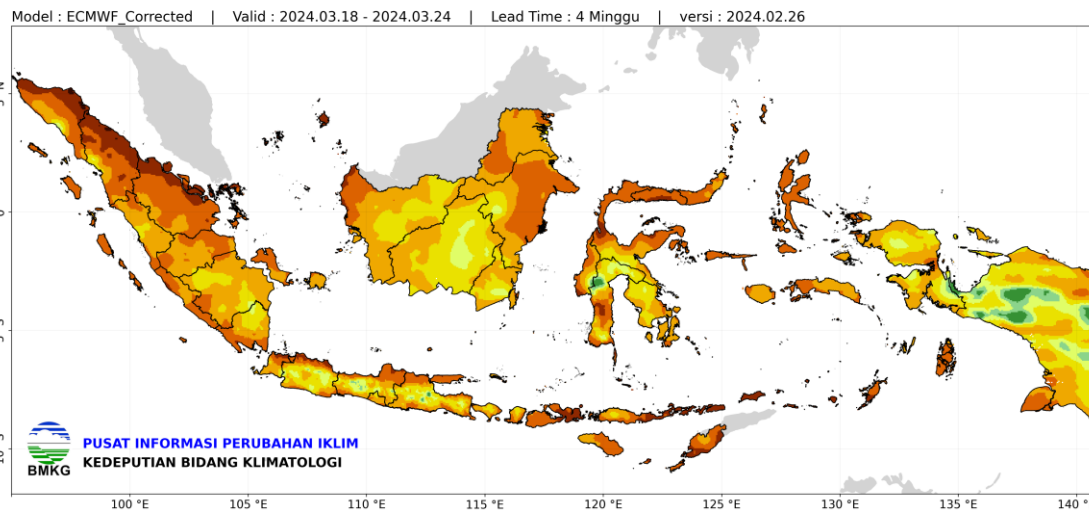 Model : ECMWF_Corrected | Valid : 2024.03.18 - 2024.03.24 | Lead Time : 4 Minggu | versi : 2024.02.26
0
BMKG
PUSAT INFORMASI PERUBAHAN IKLIM
KEDEPUTIAN BIDANG KLIMATOLOGI
100 °E 105 °E 110 °E 115 °E 120 °E 125 °E 130 °E 135 °E